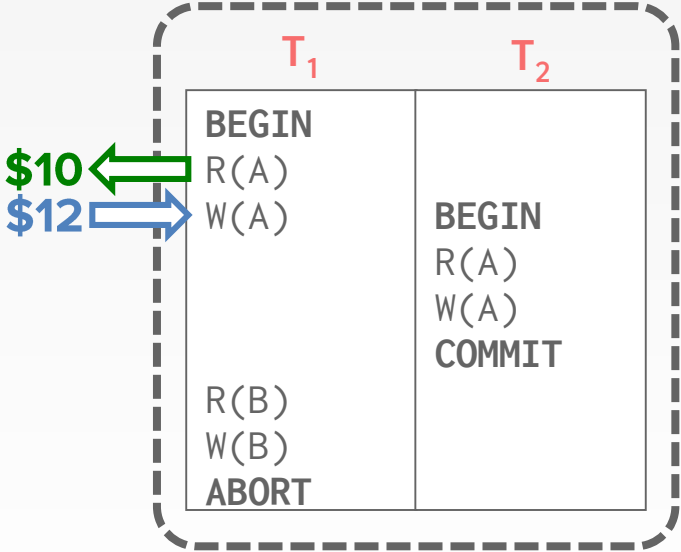 T1 T2
BEGIN
$10 R(A)
$12 W(A) BEGIN
R(A)
W(A)
COMMIT
R(B)
W(B)
ABORT